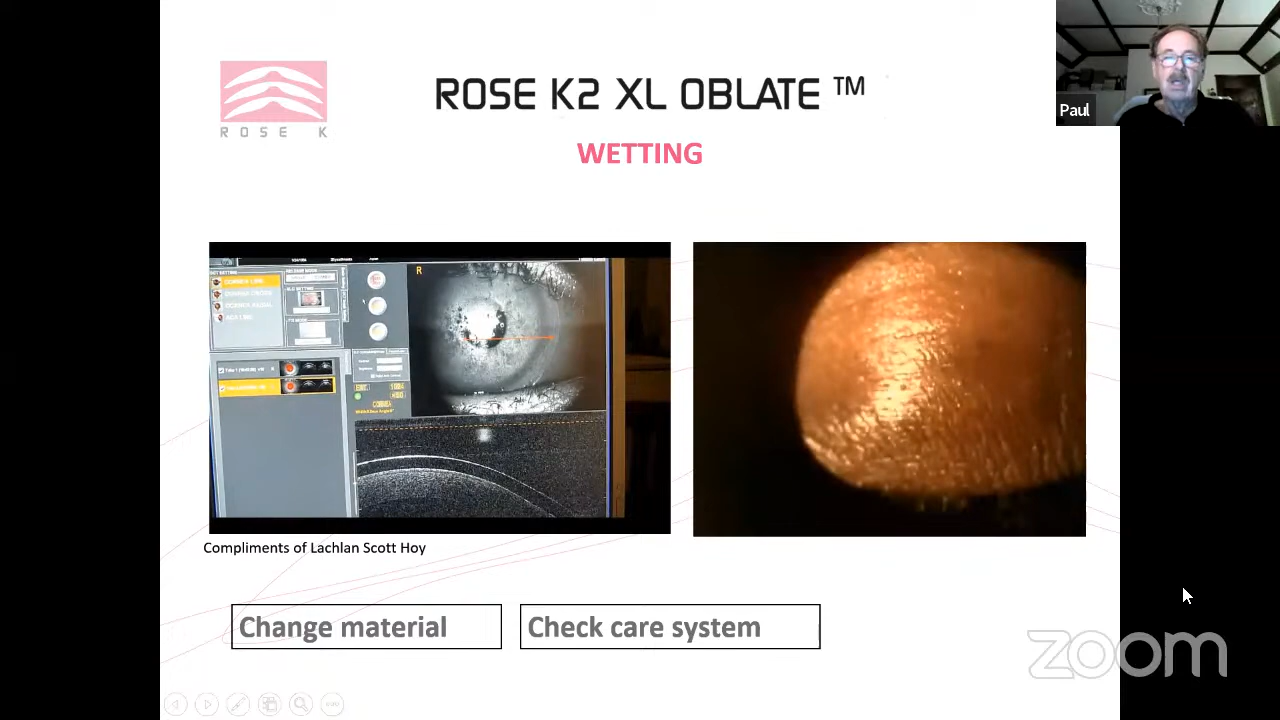 ROSE K
ROSE K2 XL OBLATE ™
WETTING
Paul
R
Compliments of Lachlan Scott Hoy
Change material
Check care system
zoom